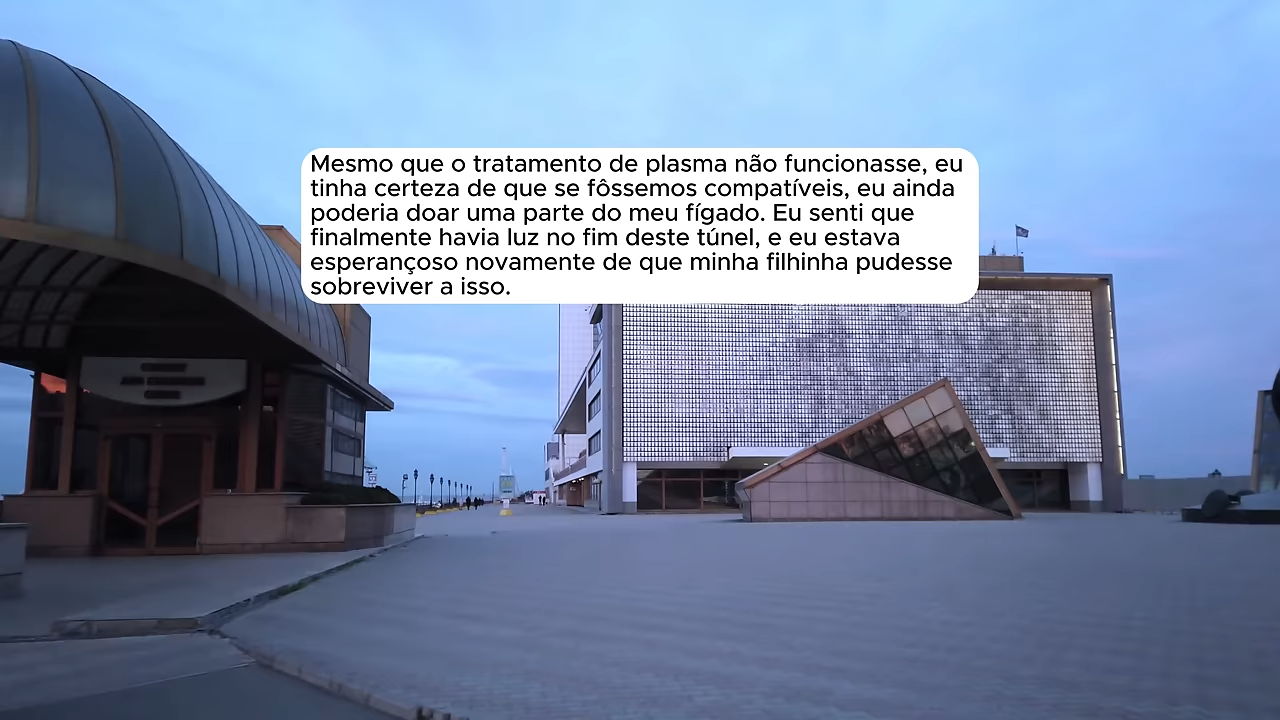 Mesmo que o tratamento de plasma não funcionasse, eu
tinha certeza de que se fôssemos compatíveis, eu ainda
poderia doar uma parte do meu fígado. Eu senti que
finalmente havia luz no fim deste túnel, e eu estava
esperançoso novamente de que minha filhinha pudesse
sobreviver a isso.